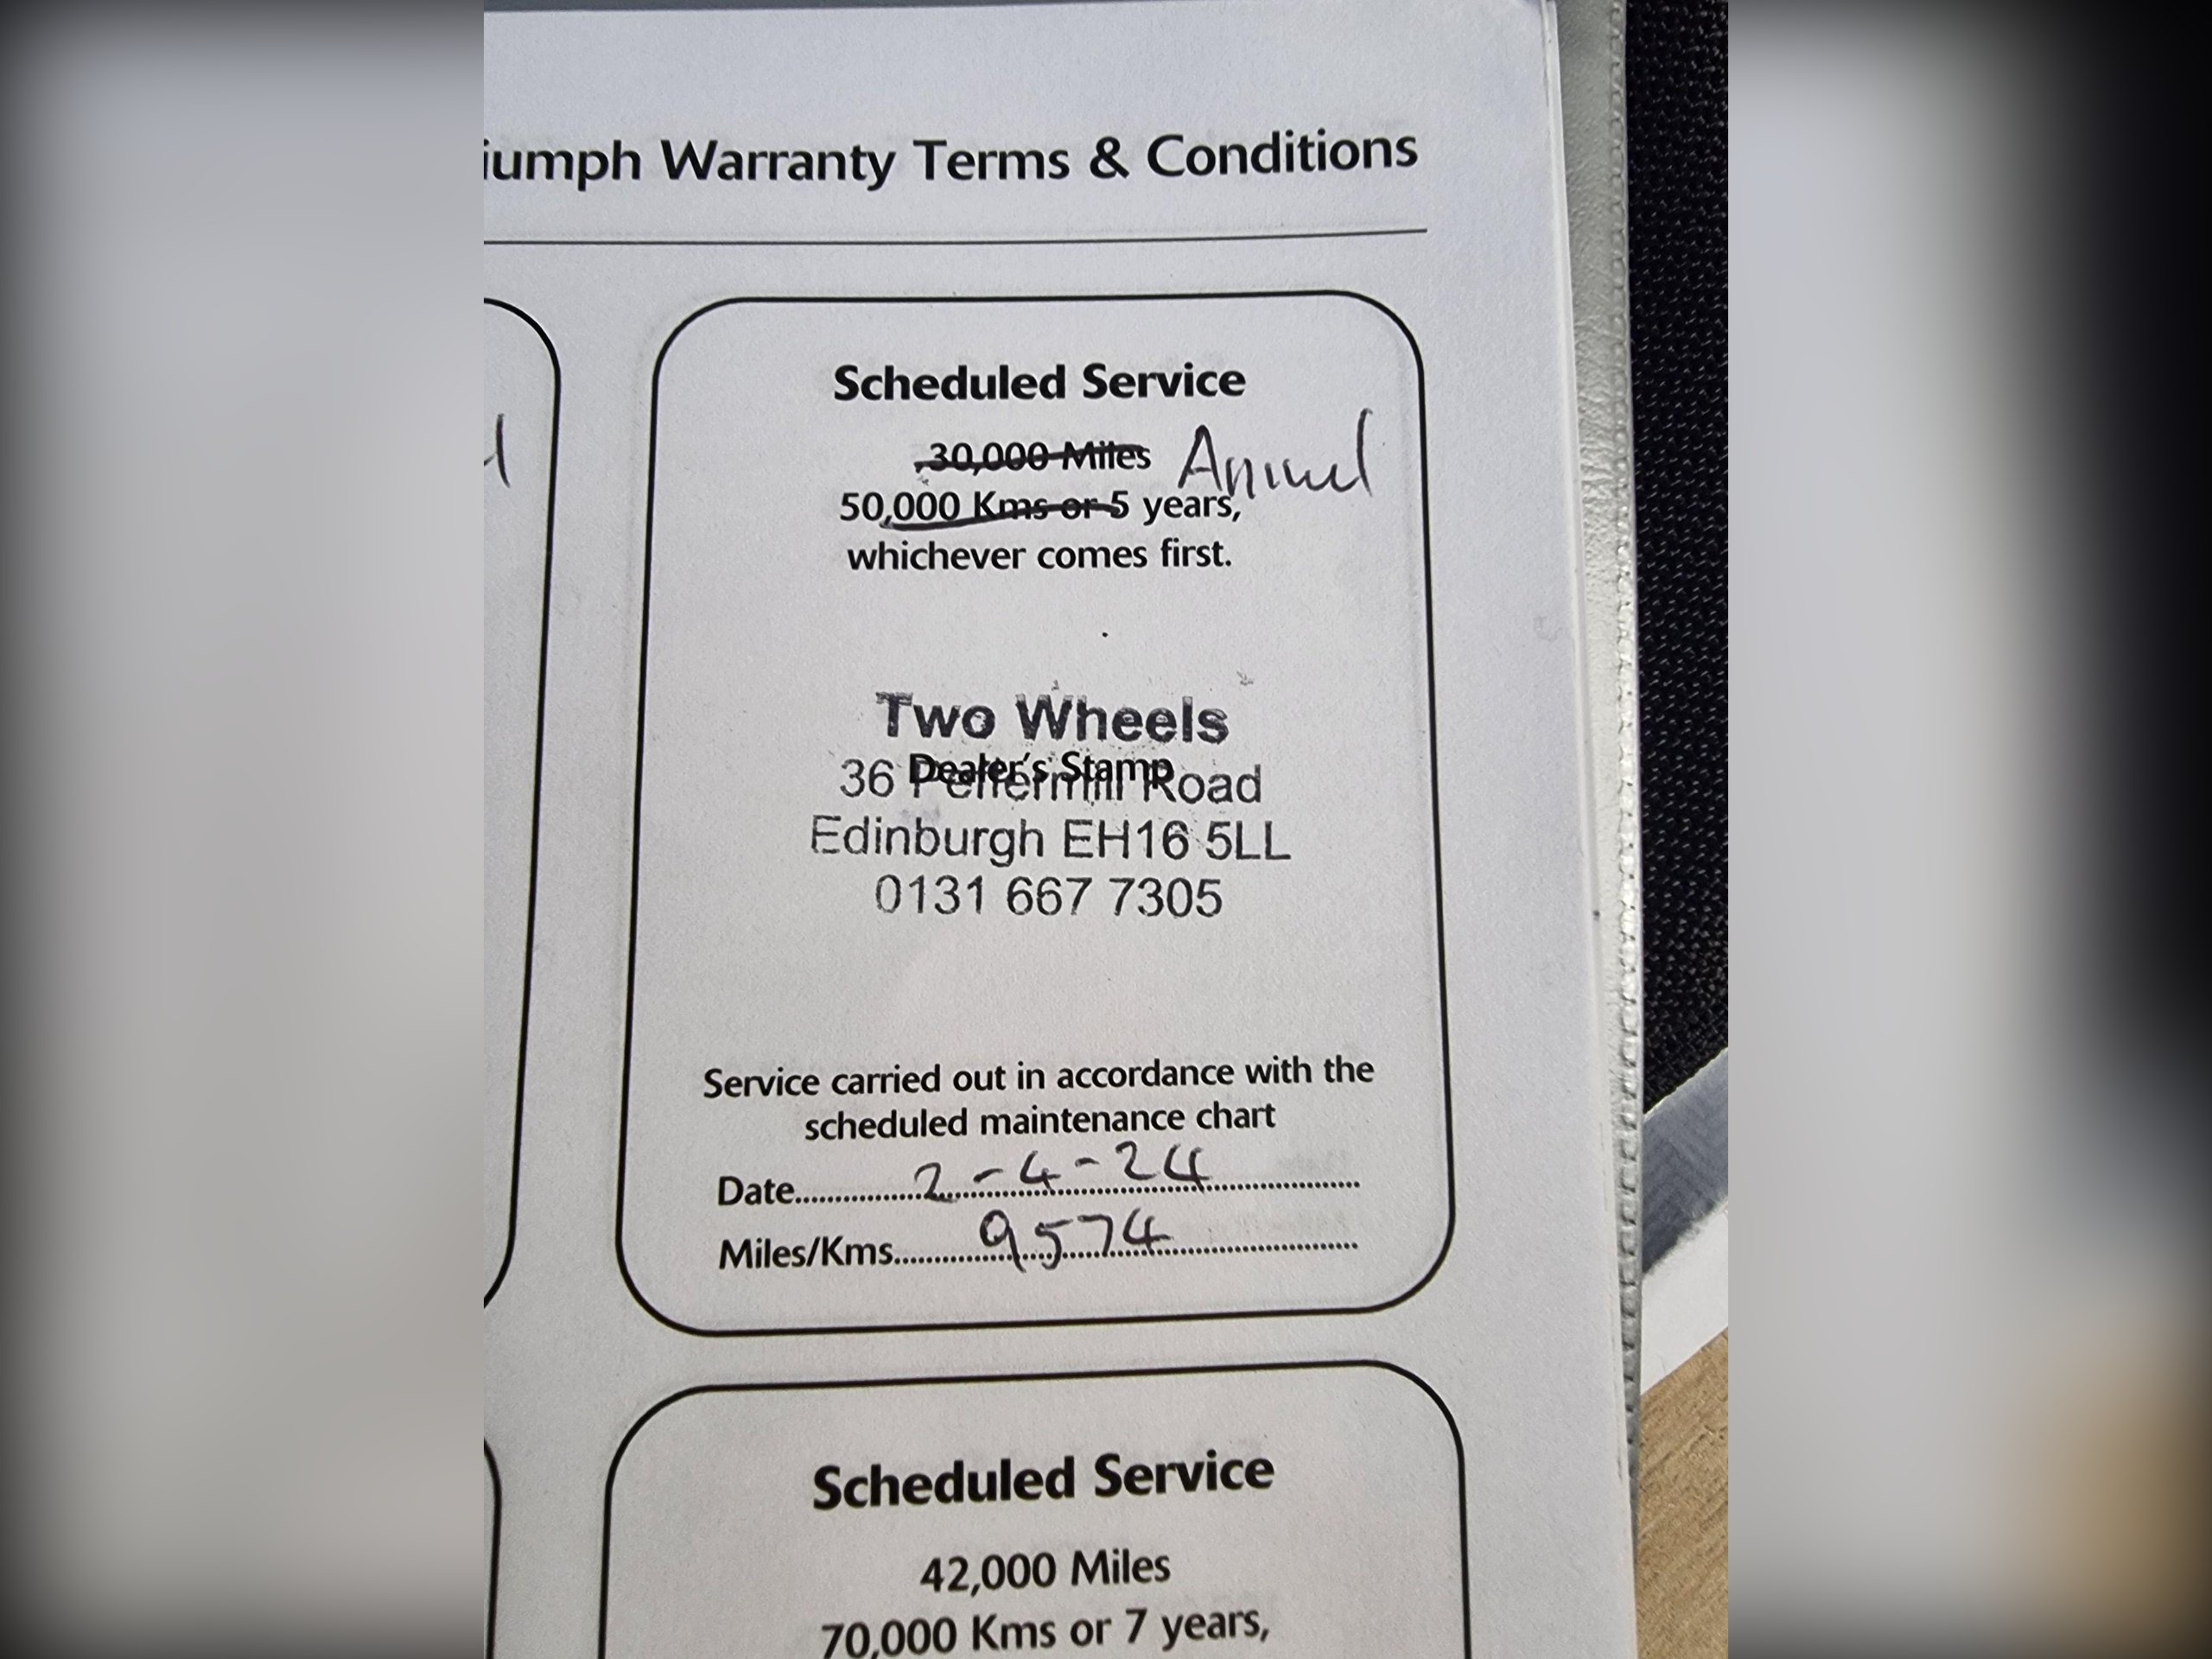 iumph Warranty Terms & Conditions
Scheduled Service
30,000 Miles Annual
50,000 Kms or 5 years,
whichever comes first.
Two Wheels
Dealer's Stamp
36 Peffermill Road
Edinburgh EH16 5LL
0131 667 7305
Service carried out in accordance with the
scheduled maintenance chart
Date 2-4-24
Miles/Kms 9574
Scheduled Service
42,000 Miles
70,000 Kms or 7 years,